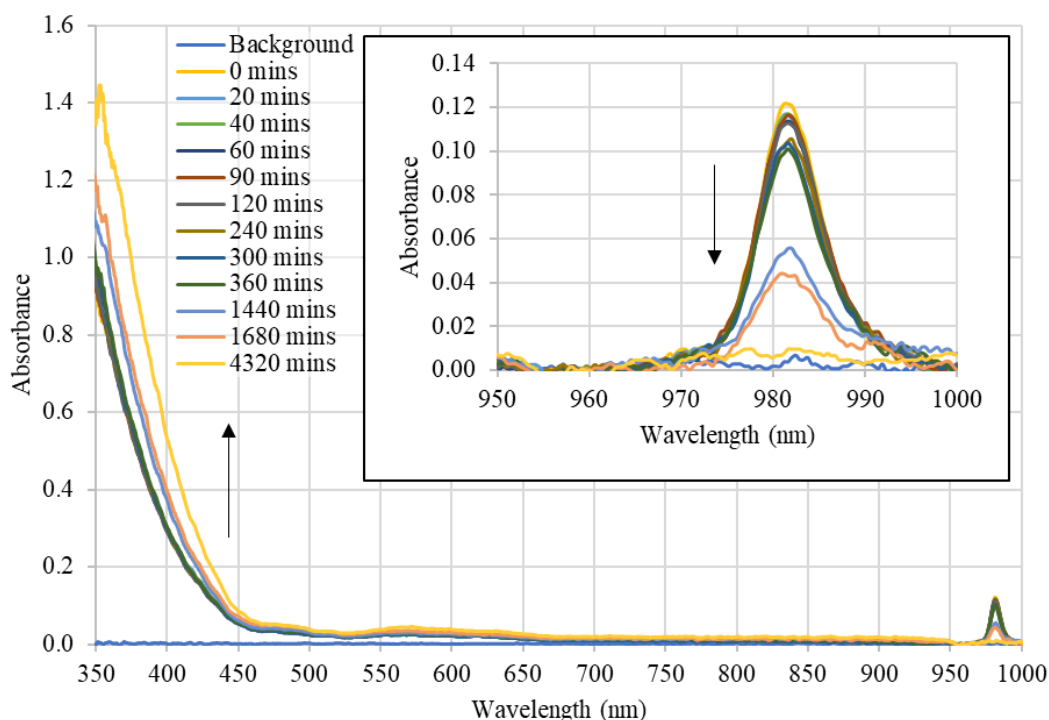 1.6
1.4
1.2
1.0
0.8
0.6
0.4
0.2
0.0
Absorbance
350 400 450 500 550 600 650 700 750 800 850 900 950 1000
Wavelength (nm)
Background
0 mins
20 mins
40 mins
60 mins
90 mins
120 mins
240 mins
300 mins
360 mins
1440 mins
1680 mins
4320 mins
0.14
0.12
0.10
0.08
0.06
0.04
0.02
0.00
Absorbance
950 960 970 980 990 1000
Wavelength (nm)